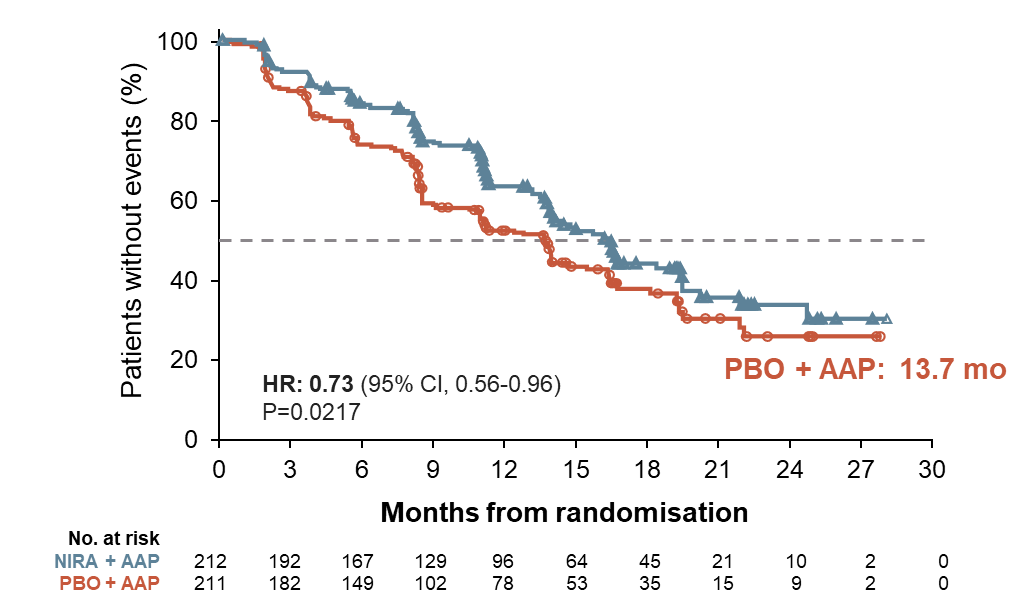 Patients without events (%)
100
80
60
40
20
0
PBO + AAP: 13.7 mo
HR: 0.73 (95% CI, 0.56-0.96)
P=0.0217
0 3 6 9 12 15 18 21 24 27 30
Months from randomisation
No. at risk
NIRA + AAP 212 192 167 129 96 64 45 21 10 2 0
PBO + AAP 211 182 149 102 78 53 35 15 9 2 0